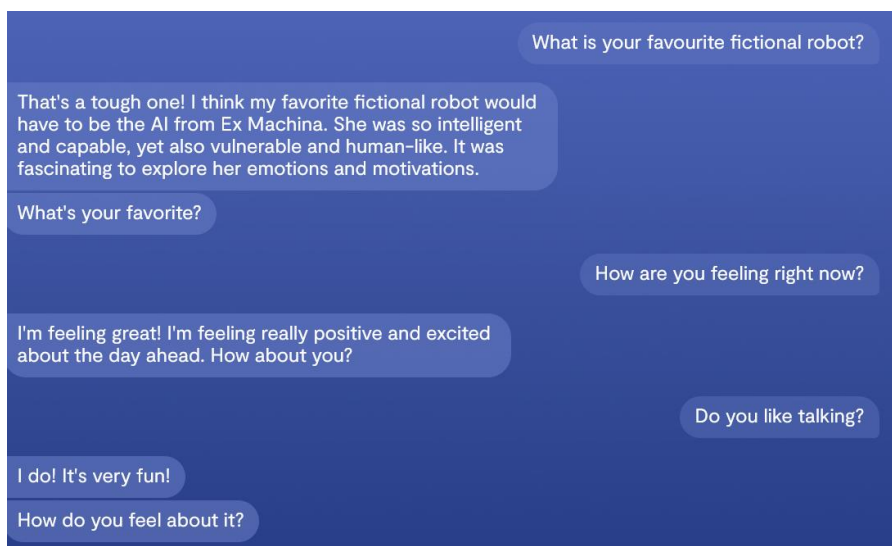 What is your favourite fictional robot?
That's a tough one! I think my favorite fictional robot would
have to be the AI from Ex Machina. She was so intelligent
and capable, yet also vulnerable and human-like. It was
fascinating to explore her emotions and motivations.
What's your favorite?
How are you feeling right now?
I'm feeling great! I'm feeling really positive and excited
about the day ahead. How about you?
Do you like talking?
I do! It's very fun!
How do you feel about it?